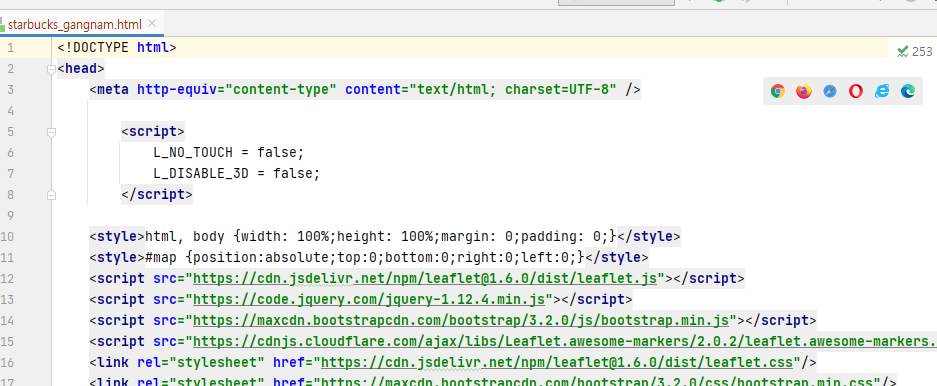 starbucks_gangnam.html
253
1 <!DOCTYPE html>
2 <head>
3 <meta http-equiv="content-type" content="text/html; charset=UTF-8" />
4
5 <script>
6 L_NO_TOUCH = false;
7 L_DISABLE_3D = false;
8 </script>
9
10 <style>html, body {width: 100%;height: 100%;margin: 0;padding: 0;}</style>
11 <style>#map {position:absolute;top:0;bottom:0;right:0;left:0;}</style>
12 <script src="https://cdn.jsdelivr.net/npm/leaflet@1.6.0/dist/leaflet.js"></script>
13 <script src="https://code.jquery.com/jquery-1.12.4.min.js"></script>
14 <script src="https://maxcdn.bootstrapcdn.com/bootstrap/3.2.0/js/bootstrap.min.js"></script>
15 <script src="https://cdnjs.cloudflare.com/ajax/libs/Leaflet.awesome-markers/2.0.2/leaflet.awesome-markers.
16 <link rel="stylesheet" href="https://cdn.jsdelivr.net/npm/leaflet@1.6.0/dist/leaflet.css"/>
17 <link rel="stylesheet" href="https://maxcdn.bootstrapcdn.com/bootstrap/3.2.0/css/bootstrap.min.css"/>